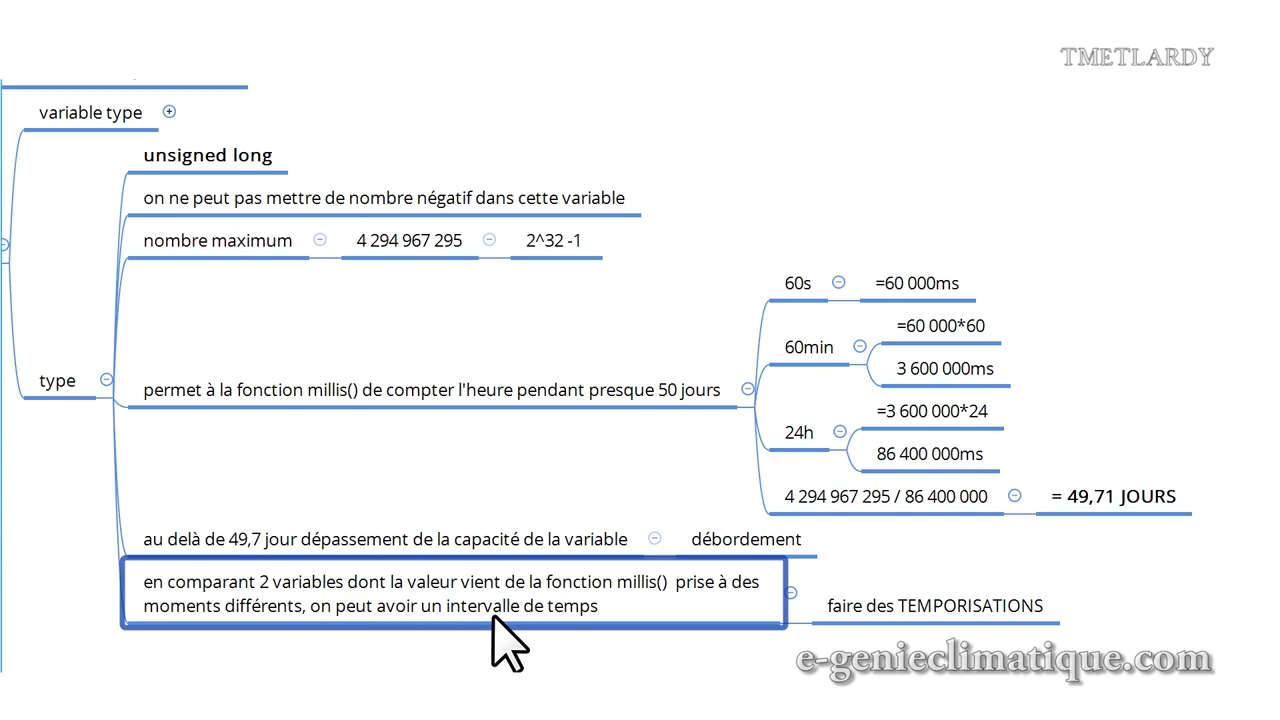 TMETLARDY
variable type
unsigned long
on ne peut pas mettre de nombre négatif dans cette variable
nombre maximum
4 294 967 295
2^32 -1
type
permet à la fonction millis() de compter l'heure pendant presque 50 jours
60s
=60 000ms
60min
=60 000*60
3 600 000ms
24h
=3 600 000*24
86 400 000ms
4 294 967 295 / 86 400 000
= 49,71 JOURS
au delà de 49,7 jour dépassement de la capacité de la variable
débordement
en comparant 2 variables dont la valeur vient de la fonction millis() prise à des
moments différents, on peut avoir un intervalle de temps
faire des TEMPORISATIONS
e-genieclimatique.com